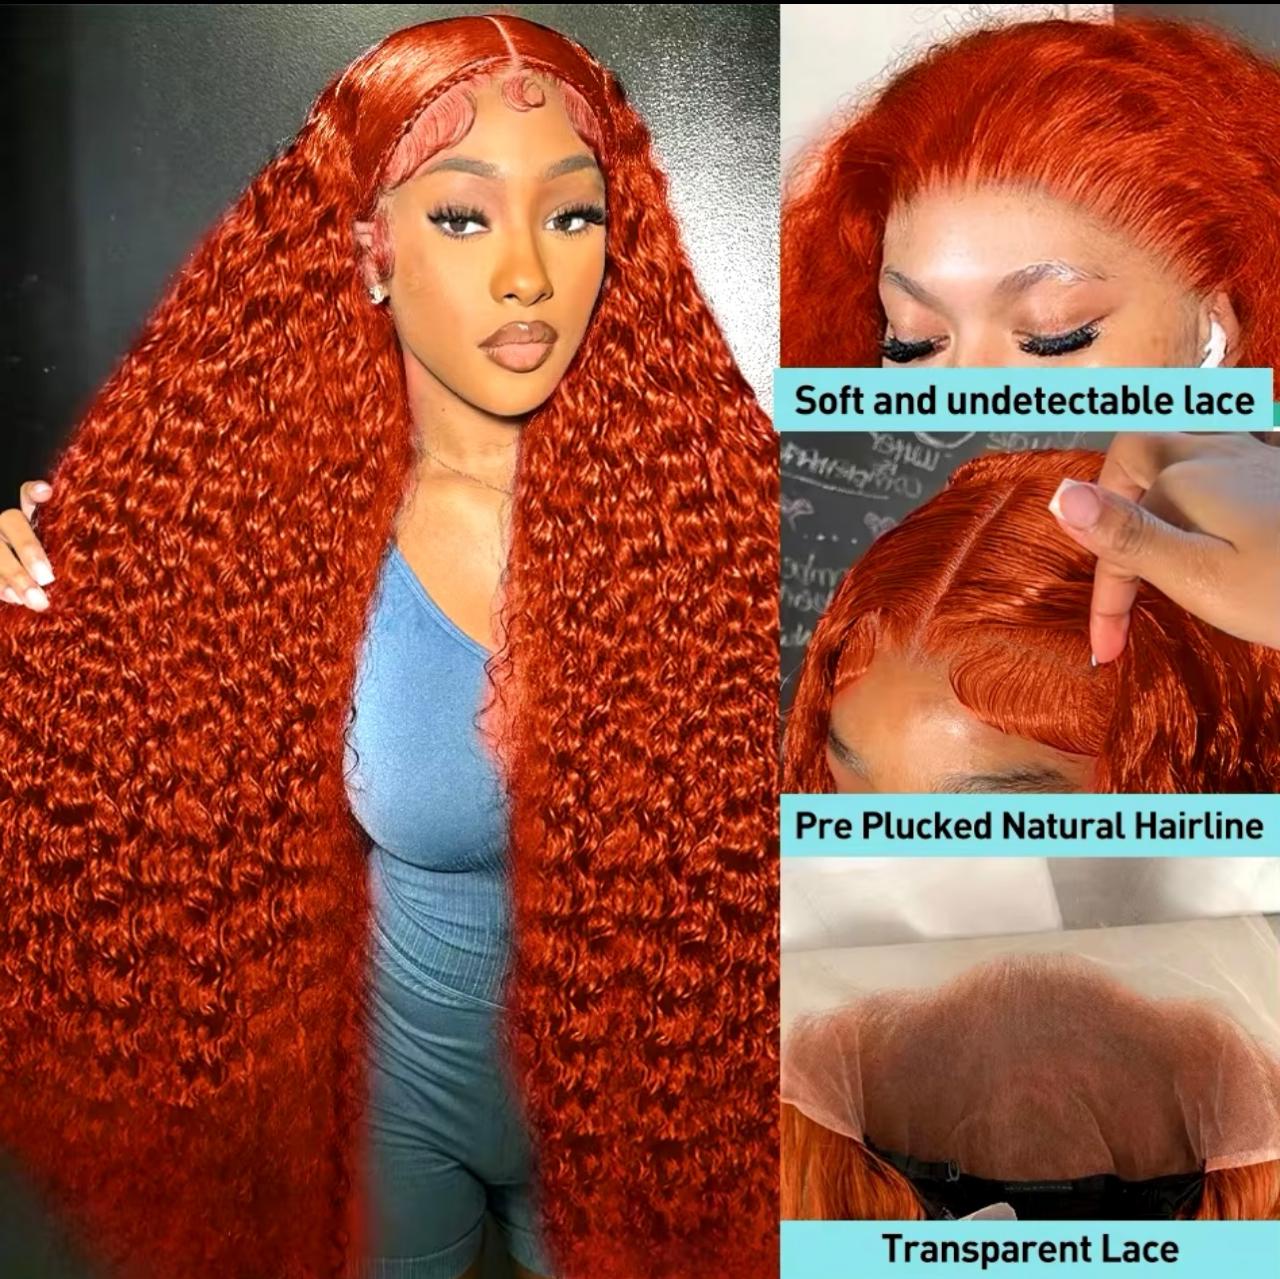 Soft and undetectable lace
Pre Plucked Natural Hairline
Transparent Lace